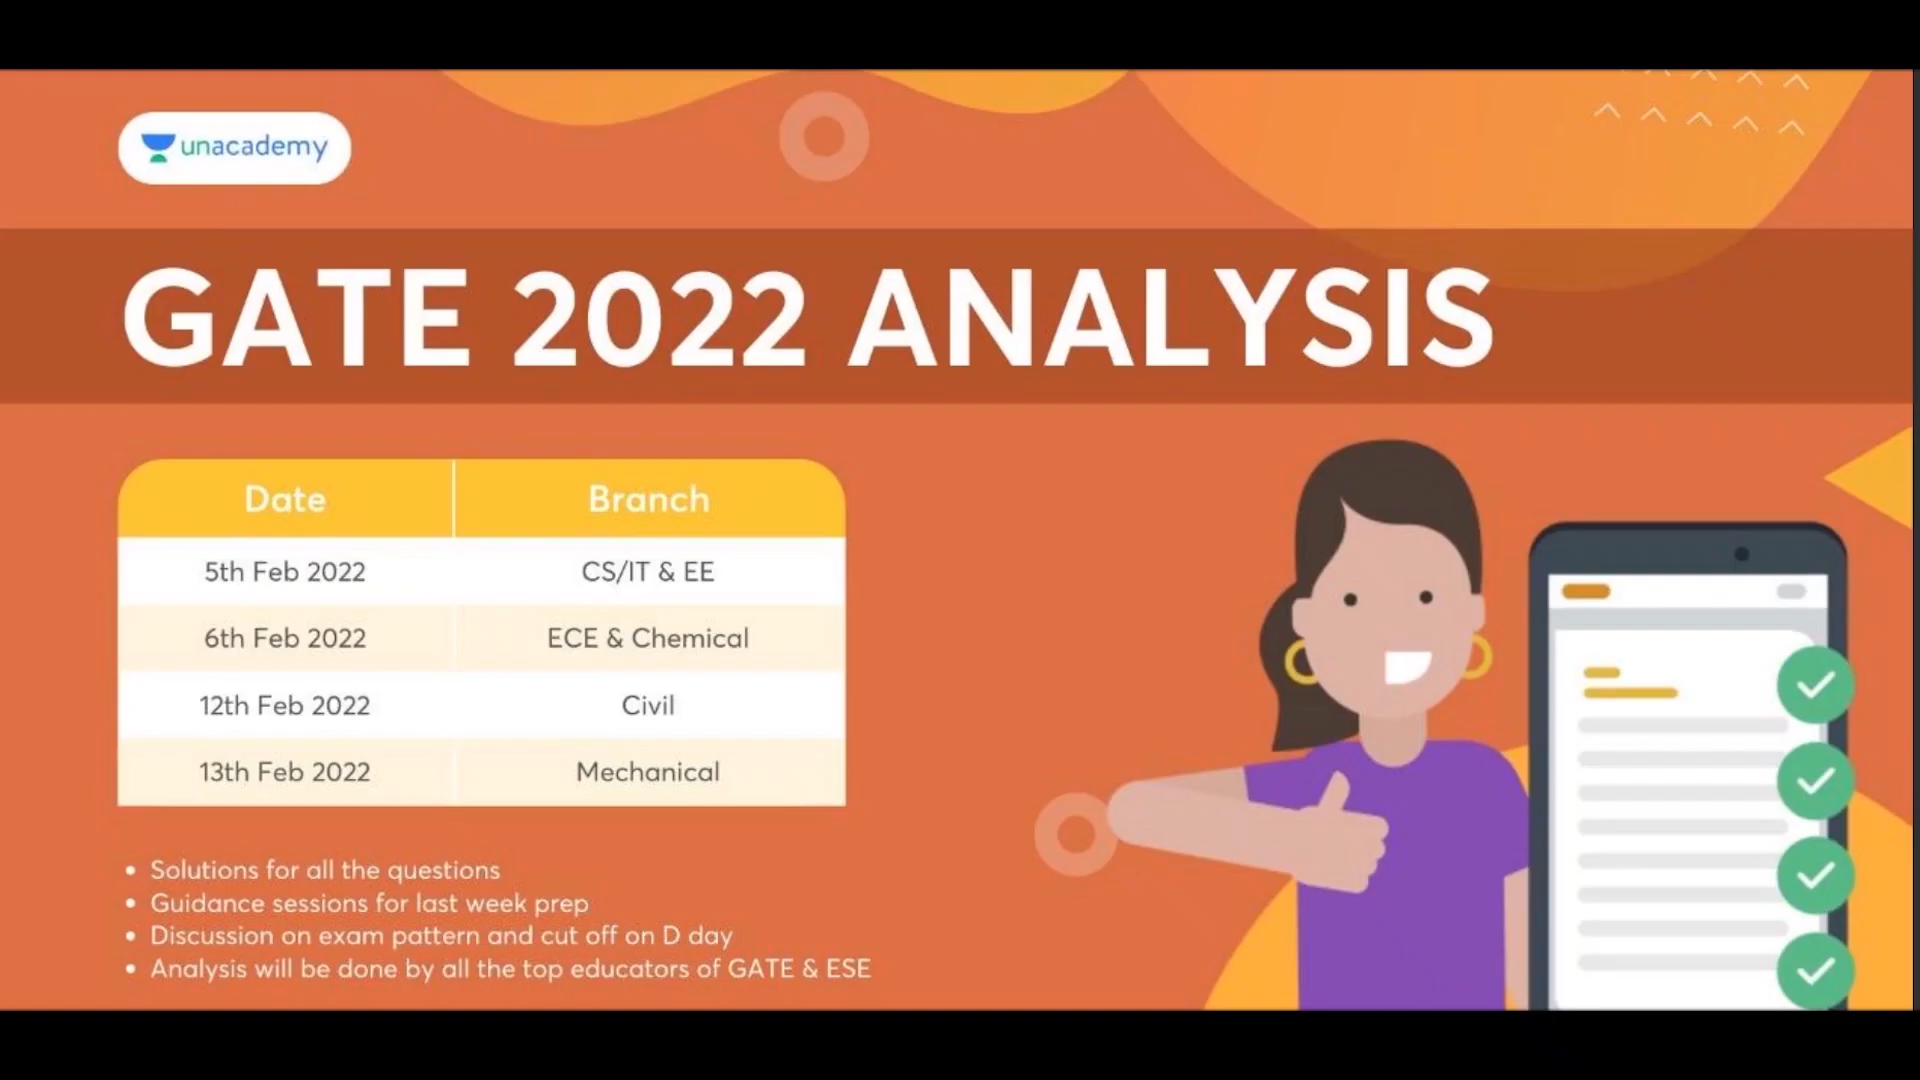 unacademy
GATE 2022 ANALYSIS
Date Branch
5th Feb 2022 CS/IT & EE
6th Feb 2022 ECE & Chemical
12th Feb 2022 Civil
13th Feb 2022 Mechanical
• Solutions for all the questions
• Guidance sessions for last week prep
• Discussion on exam pattern and cut off on D day
• Analysis will be done by all the top educators of GATE & ESE